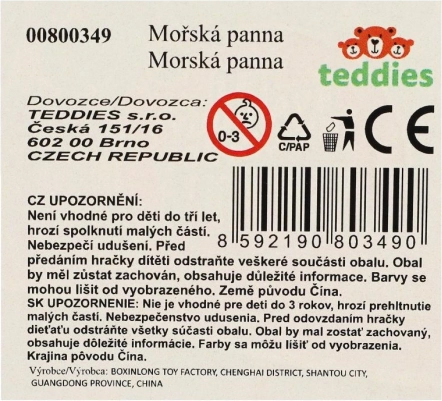 00800349
Mořská panna
Morská panna
teddies
Dovozce/Dovozca:
TEDDIES s.r.o.
Česká 151/16
602 00 Brno
CZECH REPUBLIC
0-3
C/PAP
CE
CZ UPOZORNĚNÍ:
Není vhodné pro děti do tří let,
hrozí spolknutí malých částí.
Nebezpečí udušení. Před
8 592190 803490
předáním hračky dítěti odstraňte veškeré součásti obalu. Obal
by měl zůstat zachován, obsahuje důležité informace. Barvy se
mohou lišit od vyobrazeného. Země původu Čína.
SK UPOZORNENIE: Nie je vhodné pre deti do 3 rokov, hrozí prehltnutie
malých častí. Nebezpečenstvo udusenia. Pred odovzdaním hračky
dieťaťu odstráňte všetky súčasti obalu. Obal by mal zostať zachovaný,
obsahuje dôležité informácie. Farby sa môžu líšiť od vyobrazenia.
Krajina pôvodu Čína.
Výrobce/Výrobca: BOXINLONG TOY FACTORY, CHENGHAI DISTRICT, SHANTOU CITY,
GUANGDONG PROVINCE, CHINA